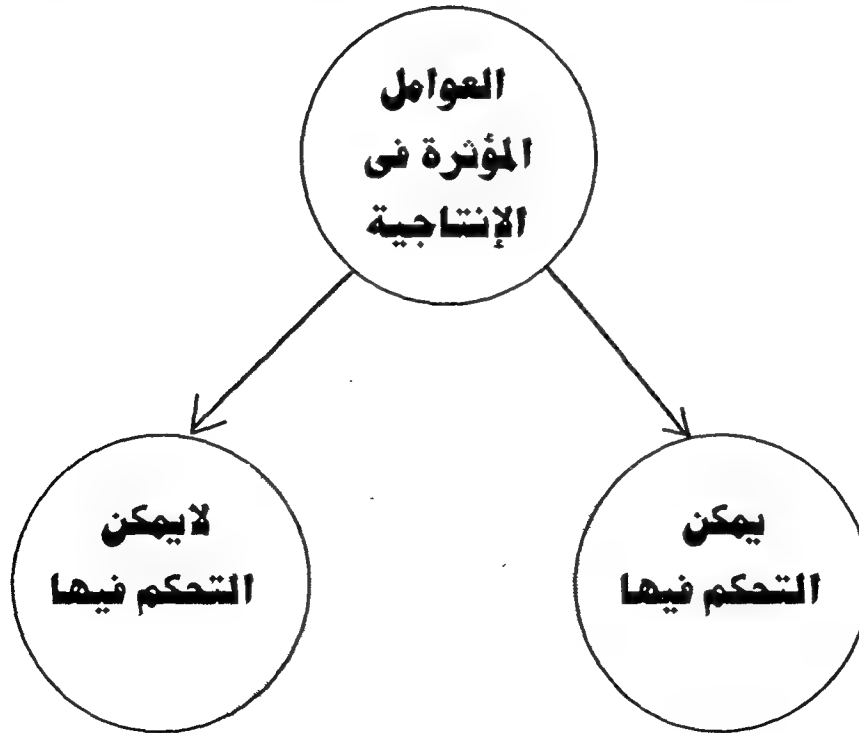 العوامل
المؤثرة فى
الإنتاجية
يمكن
التحكم فيها
لايمكن
التحكم فيها